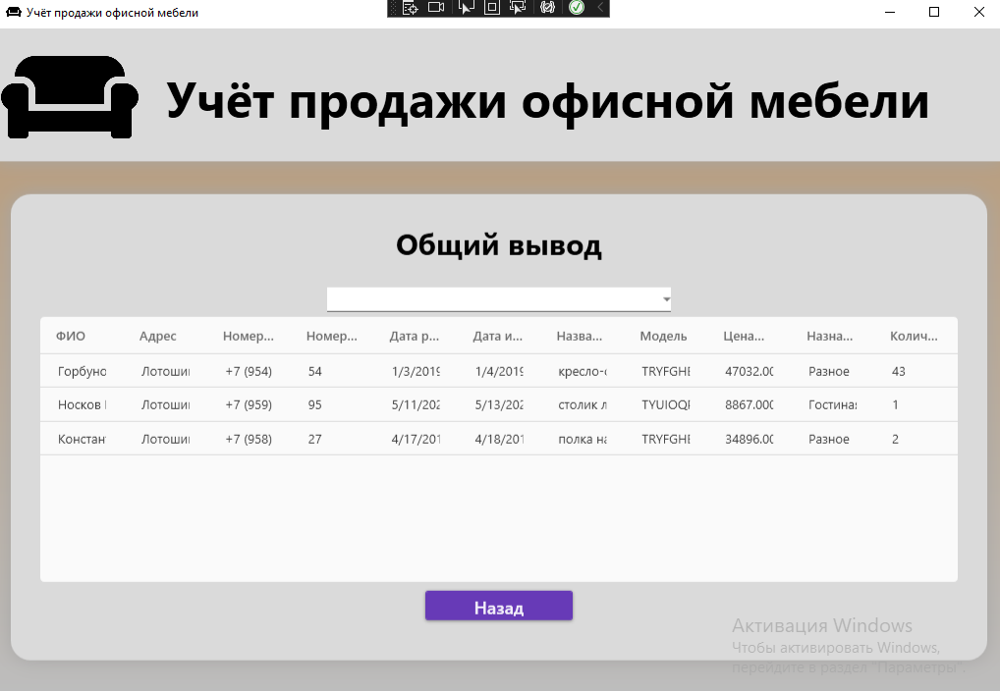 Учёт продажи офисной мебели
Учёт продажи офисной мебели
Общий вывод
ФИО Адрес Номер... Номер... Дата р... Дата и... Назва... Модель Цена... Назна... Колич...
Горбуно Лотоши +7 (954) 54 1/3/2019 1/4/2019 кресло-о TRYFGHE 47032.00 Разное 43
Носков Лотоши +7 (959) 95 5/11/202 5/13/202 столик л TYUIOQP 8867.000 Гостиная 1
Констан Лотоши +7 (958) 27 4/17/201 4/18/201 полка на TRYFGHE 34896.00 Разное 2
Назад
Активация Windows
Чтобы активировать Windows,
перейдите в раздел "Параметры".